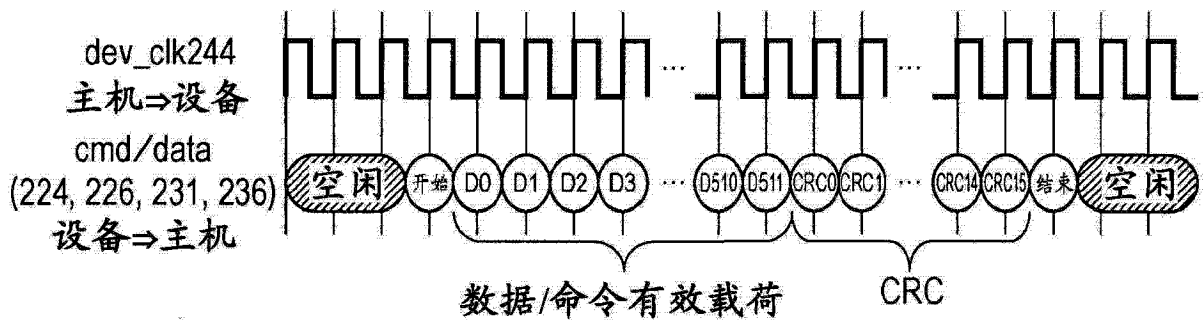 dev_clk244
主机⇒设备
… …
cmd/data
(224, 226, 231, 236)
设备⇒主机
空闲 开始 D0 D1 D2 D3 … D510 D511 CRC0 CRC1 … CRC14 CRC15 结束 空闲
数据/命令有效载荷
CRC